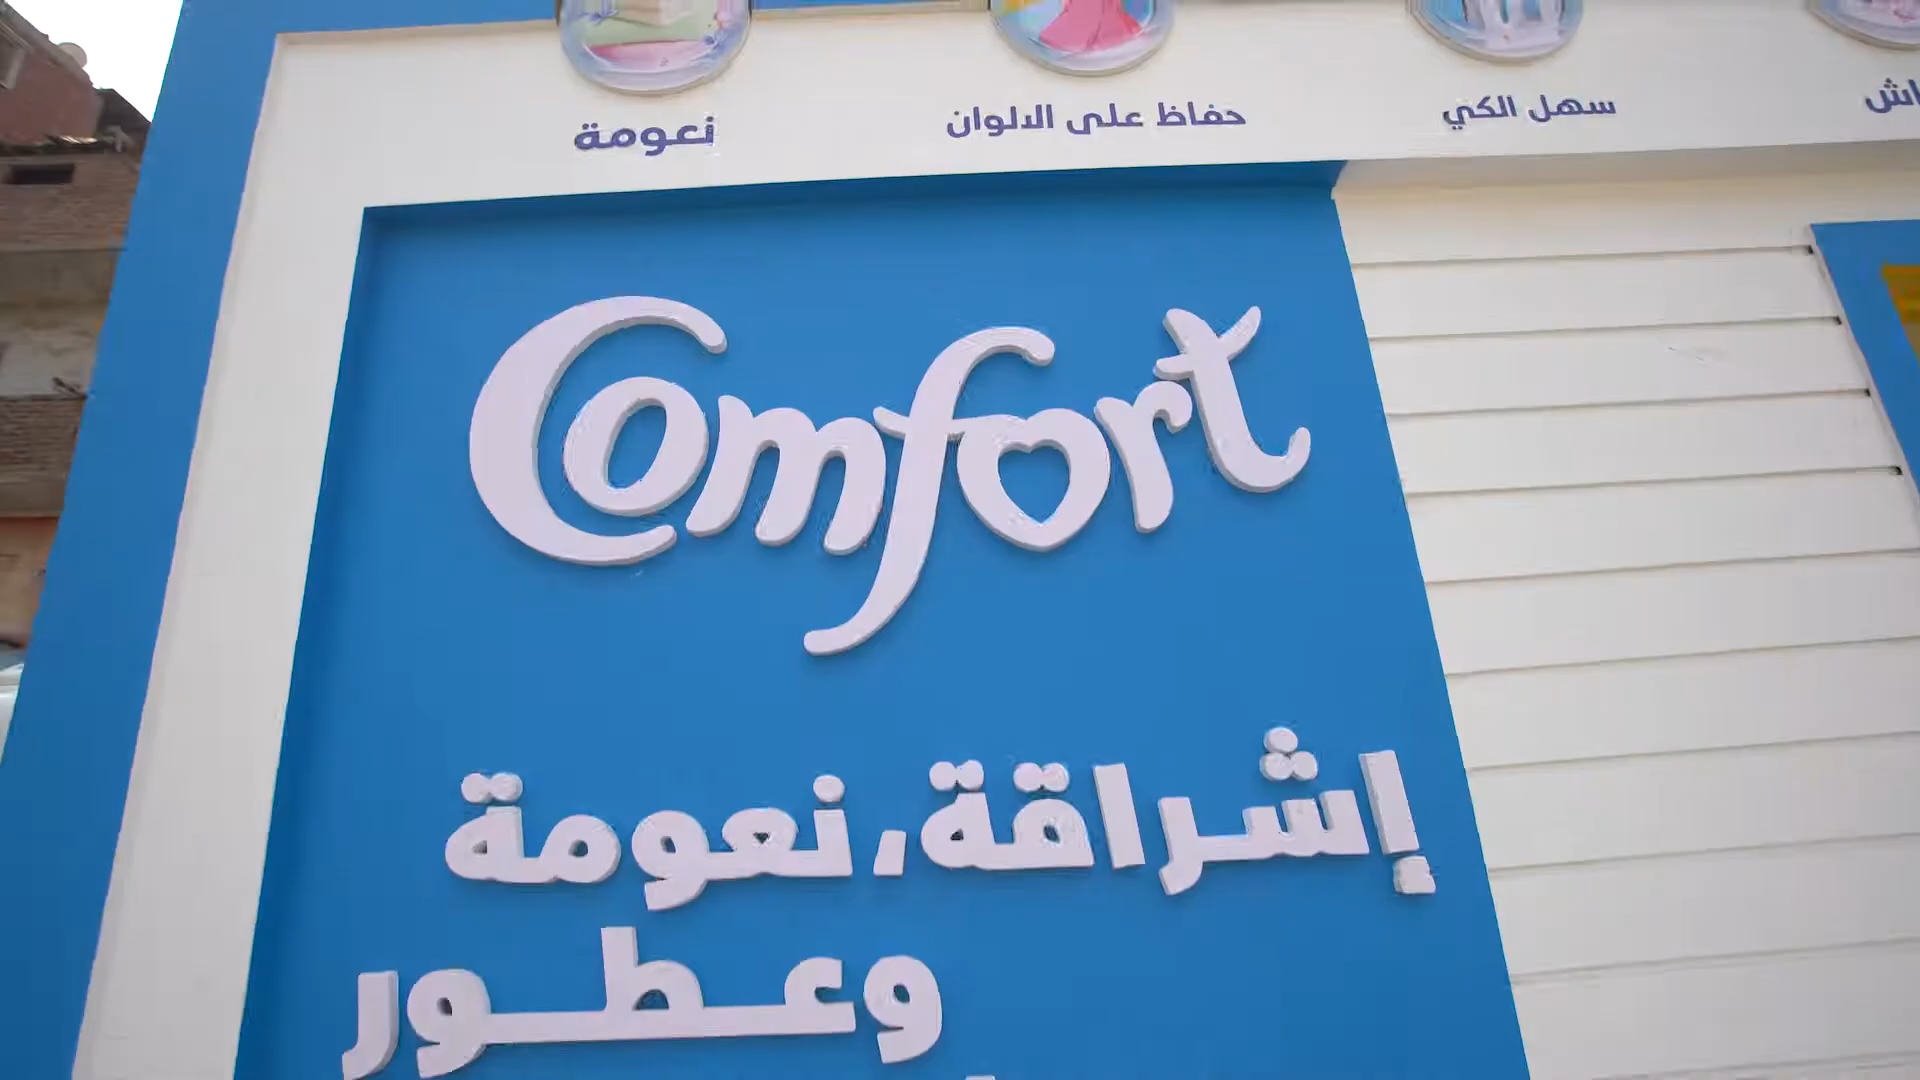 سهل الكي
حفاظ على الالوان
نعومة
Comfort
إشراقة، نعومة
وعطور